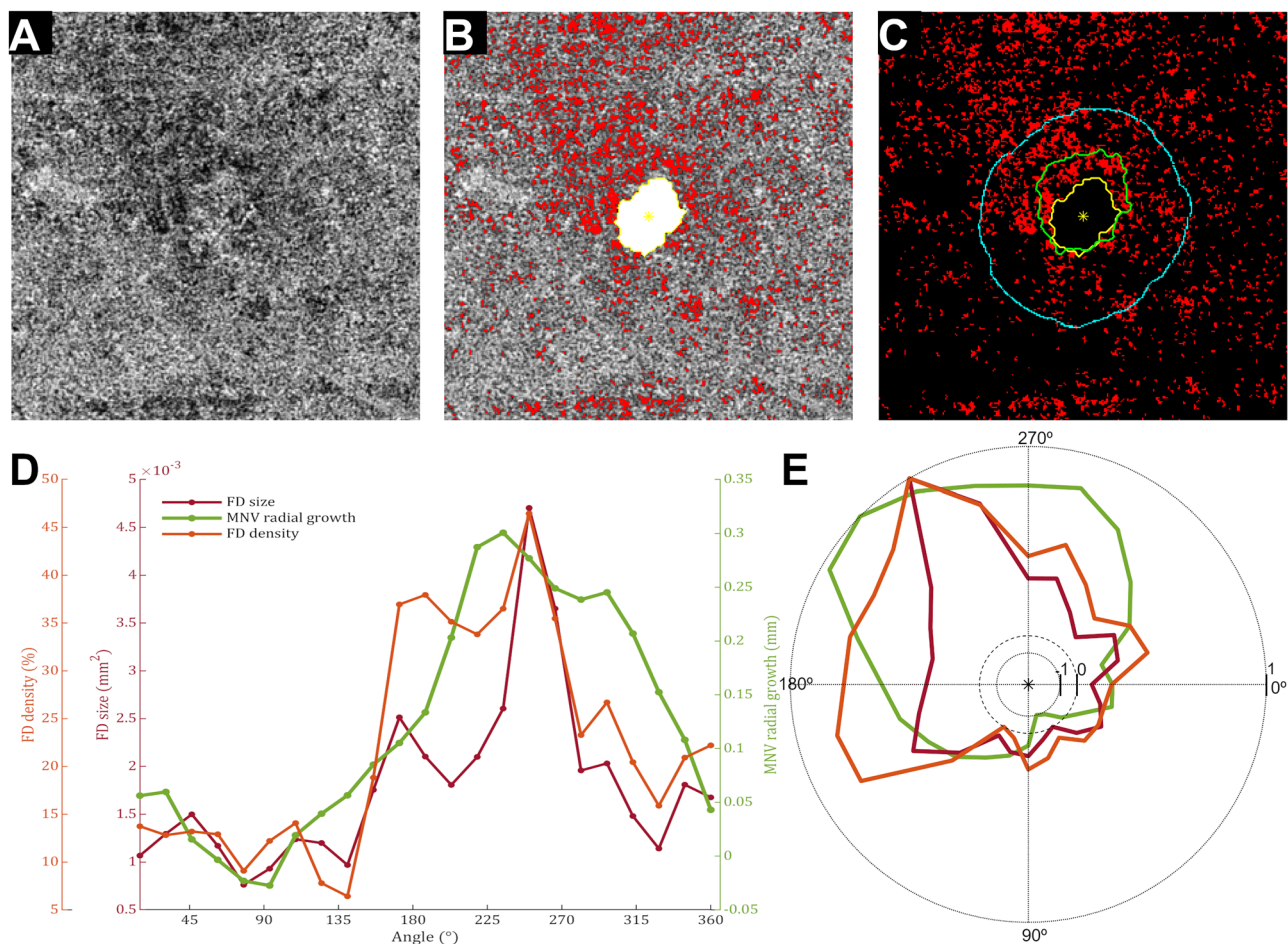 A
B
C
D
×10⁻³
50
45
40
35
30
25
20
15
10
5
FD density (%)
5
4.5
4
3.5
3
2.5
2
1.5
1
0.5
FD size (mm²)
FD size
MNV radial growth
FD density
0.35
0.3
0.25
0.2
0.15
0.1
0.05
0
-0.05
MNV radial growth (mm)
45 90 135 180 225 270 315 360
Angle (°)
E
270º
180º
-1 0 1
0º
90º